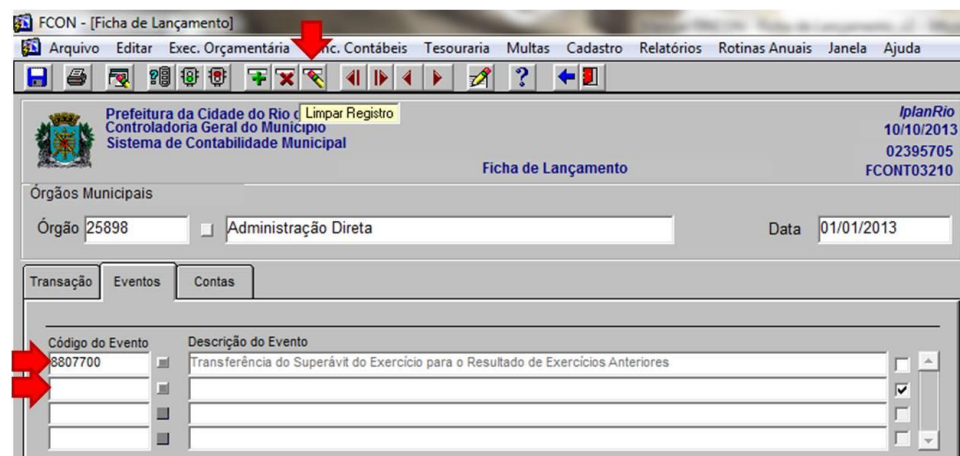 FCON - [Ficha de Lançamento]
Arquivo Editar Exec. Orçamentária nc. Contábeis Tesouraria Multas Cadastro Relatórios Rotinas Anuais Janela Ajuda
Prefeitura da Cidade do Rio d
Limpar Registro
IplanRio
Controladoria Geral do Município
10/10/2013
Sistema de Contabilidade Municipal
02395705
Ficha de Lançamento
FCONT03210
Órgãos Municipais
Órgão 25898 Administração Direta Data 01/01/2013
Transação Eventos Contas
Código do Evento Descrição do Evento
8807700 Transferência do Superávit do Exercício para o Resultado de Exercícios Anteriores